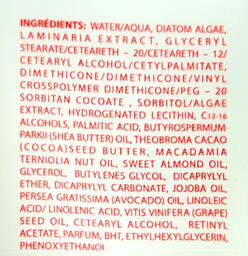 INGRÉDIENTS: WATER/AQUA, DIATOM ALGAE,
LAMINARIA EXTRACT, GLYCERYL
STEARATE/CETEARETH – 20/CETEARETH – 12/
CETEARYL ALCOHOL/CETYLPALMITATE,
DIMETHICONE/DIMETHICONE/VINYL
CROSSPOLYMER DIMETHICONE/PEG – 20
SORBITAN COCOATE , SORBITOL/ALGAE
EXTRACT, HYDROGENATED LECITHIN, C12-16
ALCOHOLS, PALMITIC ACID, BUTYROSPERMUM
PARKII (SHEA BUTTER) OIL, THEOBROMA CACAO
(COCOA)SEED BUTTER, MACADAMIA
TERNIOLIA NUT OIL, SWEET ALMOND OIL,
GLYCEROL, BUTYLENES GLYCOL, DICAPRYLYL
ETHER, DICAPRYLYL CARBONATE, JOJOBA OIL,
PERSEA GRATISSIMA (AVOCADO) OIL, LINOLEIC
ACID/ LINOLENIC ACID, VITIS VINIFERA (GRAPE)
SEED OIL, CETEARYL ALCOHOL, RETINYL
ACETATE, PARFUM, BHT, ETHYLHEXYLGLYCERIN,
PHENOXYETHANOL.